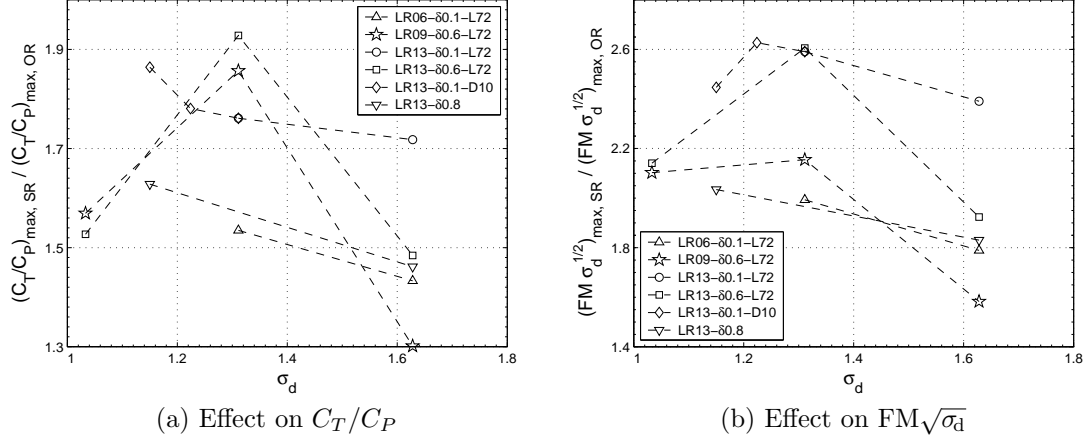 (C_T/C_P)_max, SR / (C_T/C_P)_max, OR
1.9
1.7
1.5
1.3
1
1.2
1.4
1.6
1.8
σ_d
LR06−δ0.1−L72
LR09−δ0.6−L72
LR13−δ0.1−L72
LR13−δ0.6−L72
LR13−δ0.1−D10
LR13−δ0.8
(a) Effect on C_T/C_P
(FM σ_d^1/2)_max, SR / (FM σ_d^1/2)_max, OR
2.6
2.2
1.8
1.4
1
1.2
1.4
1.6
1.8
σ_d
LR06−δ0.1−L72
LR09−δ0.6−L72
LR13−δ0.1−L72
LR13−δ0.6−L72
LR13−δ0.1−D10
LR13−δ0.8
(b) Effect on FM√σ_d